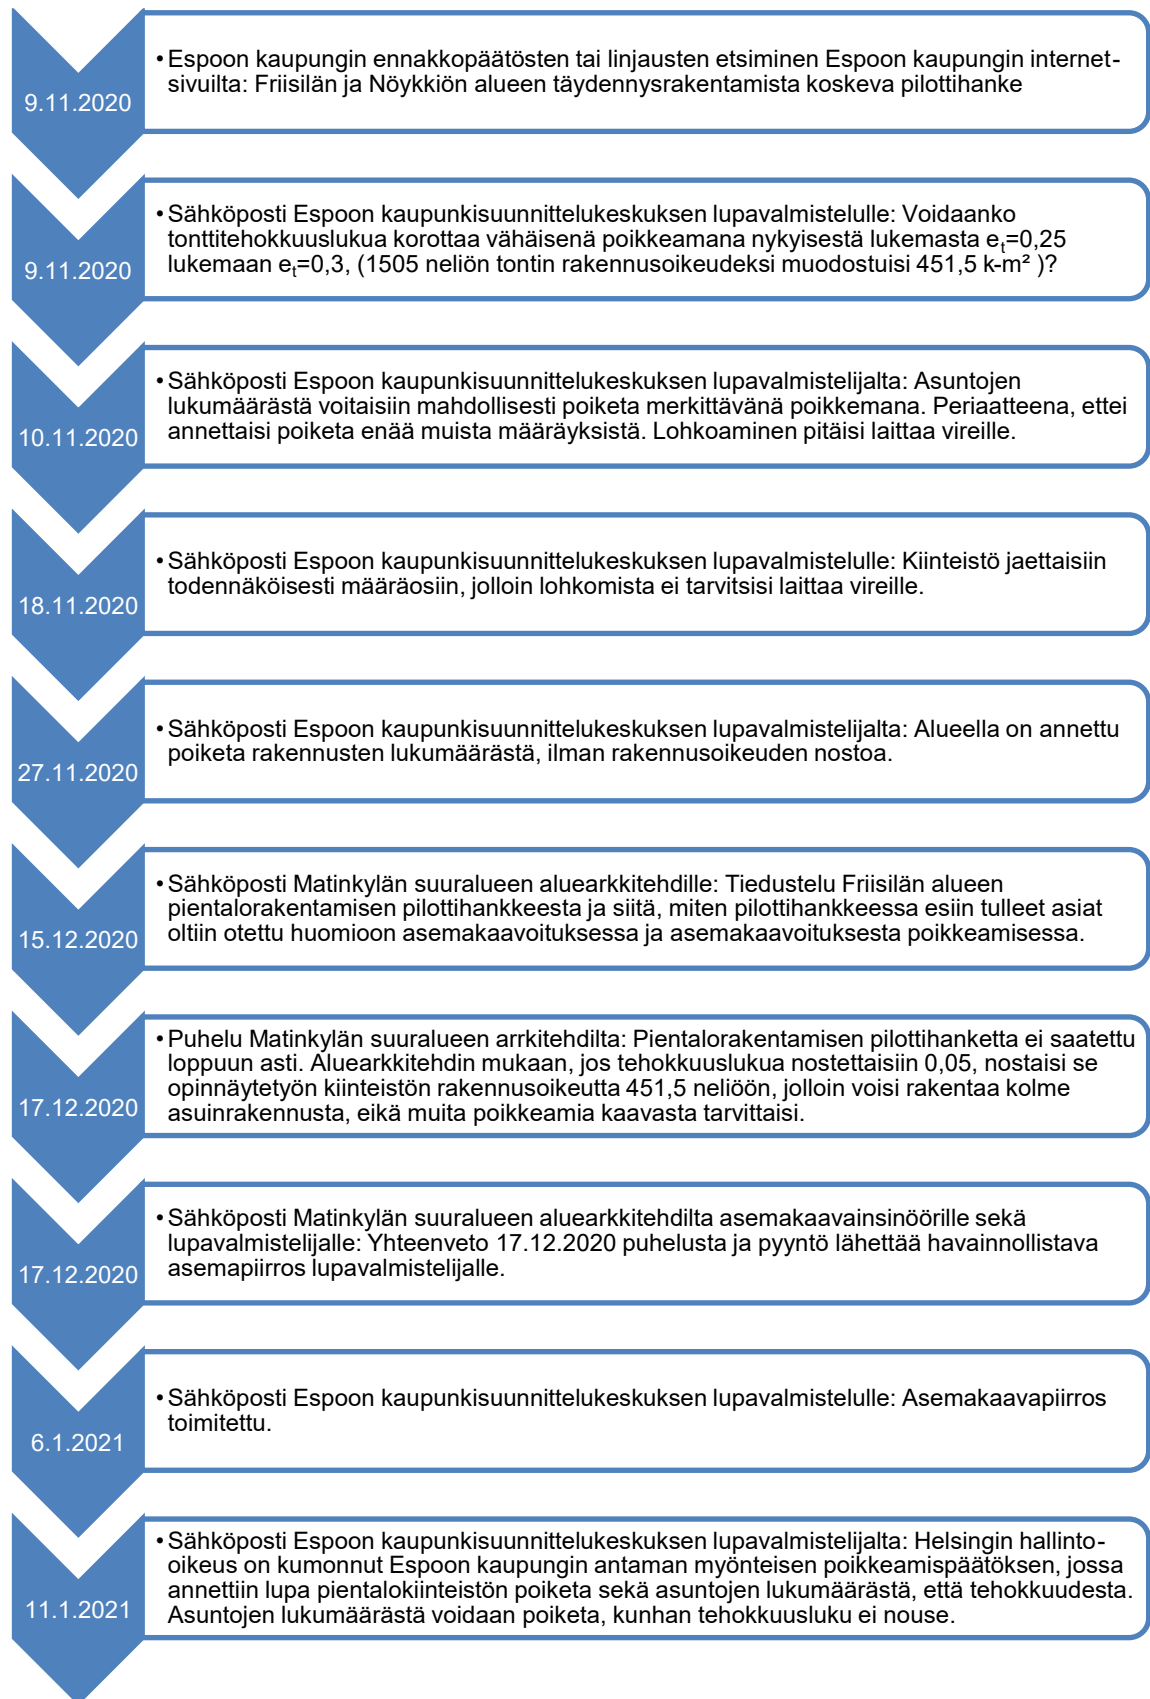 9.11.2020
• Espoon kaupungin ennakkopäätösten tai linjausten etsiminen Espoon kaupungin internet-
sivuilta: Friisilän ja Nöykkiön alueen täydennysrakentamista koskeva pilottihanke
9.11.2020
• Sähköposti Espoon kaupunkisuunnittelukeskuksen lupavalmistelulle: Voidaanko
tonttitehokkuuslukua korottaa vähäisenä poikkeamana nykyisestä lukemasta eₜ=0,25
lukemaan eₜ=0,3, (1505 neliön tontin rakennusoikeudeksi muodostuisi 451,5 k-m² )?
10.11.2020
• Sähköposti Espoon kaupunkisuunnittelukeskuksen lupavalmistelijalta: Asuntojen
lukumäärästä voitaisiin mahdollisesti poiketa merkittävänä poikkemana. Periaatteena, ettei
annettaisi poiketa enää muista määräyksistä. Lohkoaminen pitäisi laittaa vireille.
18.11.2020
• Sähköposti Espoon kaupunkisuunnittelukeskuksen lupavalmistelulle: Kiinteistö jaettaisiin
todennäköisesti määräosiin, jolloin lohkomista ei tarvitsisi laittaa vireille.
27.11.2020
• Sähköposti Espoon kaupunkisuunnittelukeskuksen lupavalmistelijalta: Alueella on annettu
poiketa rakennusten lukumäärästä, ilman rakennusoikeuden nostoa.
15.12.2020
• Sähköposti Matinkylän suuralueen aluearkkitehdille: Tiedustelu Friisilän alueen
pientalorakentamisen pilottihankkeesta ja siitä, miten pilottihankkeessa esiin tulleet asiat
oltiin otettu huomioon asemakaavoituksessa ja asemakaavoituksesta poikkeamisessa.
17.12.2020
• Puhelu Matinkylän suuralueen arrkitehdilta: Pientalorakentamisen pilottihanketta ei saatettu
loppuun asti. Aluearkkitehdin mukaan, jos tehokkuuslukua nostettaisiin 0,05, nostaisi se
opinnäytetyön kiinteistön rakennusoikeutta 451,5 neliöön, jolloin voisi rakentaa kolme
asuinrakennusta, eikä muita poikkeamia kaavasta tarvittaisi.
17.12.2020
• Sähköposti Matinkylän suuralueen aluearkkitehdilta asemakaavainsinöörille sekä
lupavalmistelijalle: Yhteenveto 17.12.2020 puhelusta ja pyyntö lähettää havainnollistava
asemapiirros lupavalmistelijalle.
6.1.2021
• Sähköposti Espoon kaupunkisuunnittelukeskuksen lupavalmistelulle: Asemakaavapiirros
toimitettu.
11.1.2021
• Sähköposti Espoon kaupunkisuunnittelukeskuksen lupavalmistelijalta: Helsingin hallinto-
oikeus on kumonnut Espoon kaupungin antaman myönteisen poikkeamispäätöksen, jossa
annettiin lupa pientalokiinteistön poiketa sekä asuntojen lukumäärästä, että tehokkuudesta.
Asuntojen lukumäärästä voidaan poiketa, kunhan tehokkuusluku ei nouse.